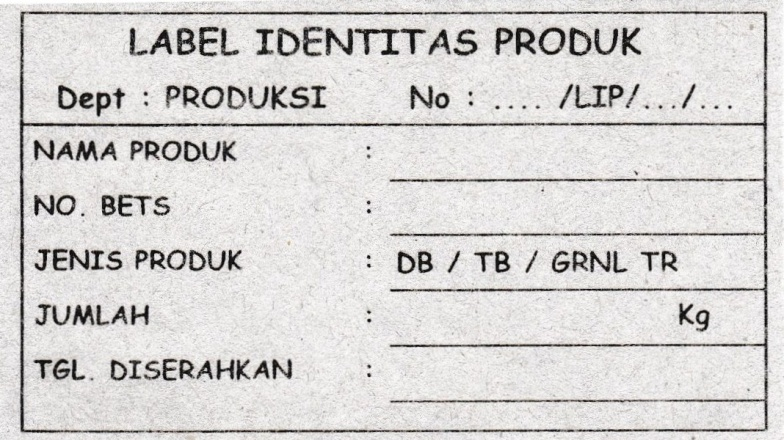 LABEL IDENTITAS PRODUK
Dept : PRODUKSI No : .... /LIP/.../...
NAMA PRODUK :
NO. BETS :
JENIS PRODUK : DB / TB / GRNL TR
JUMLAH : Kg
TGL. DISERAHKAN :